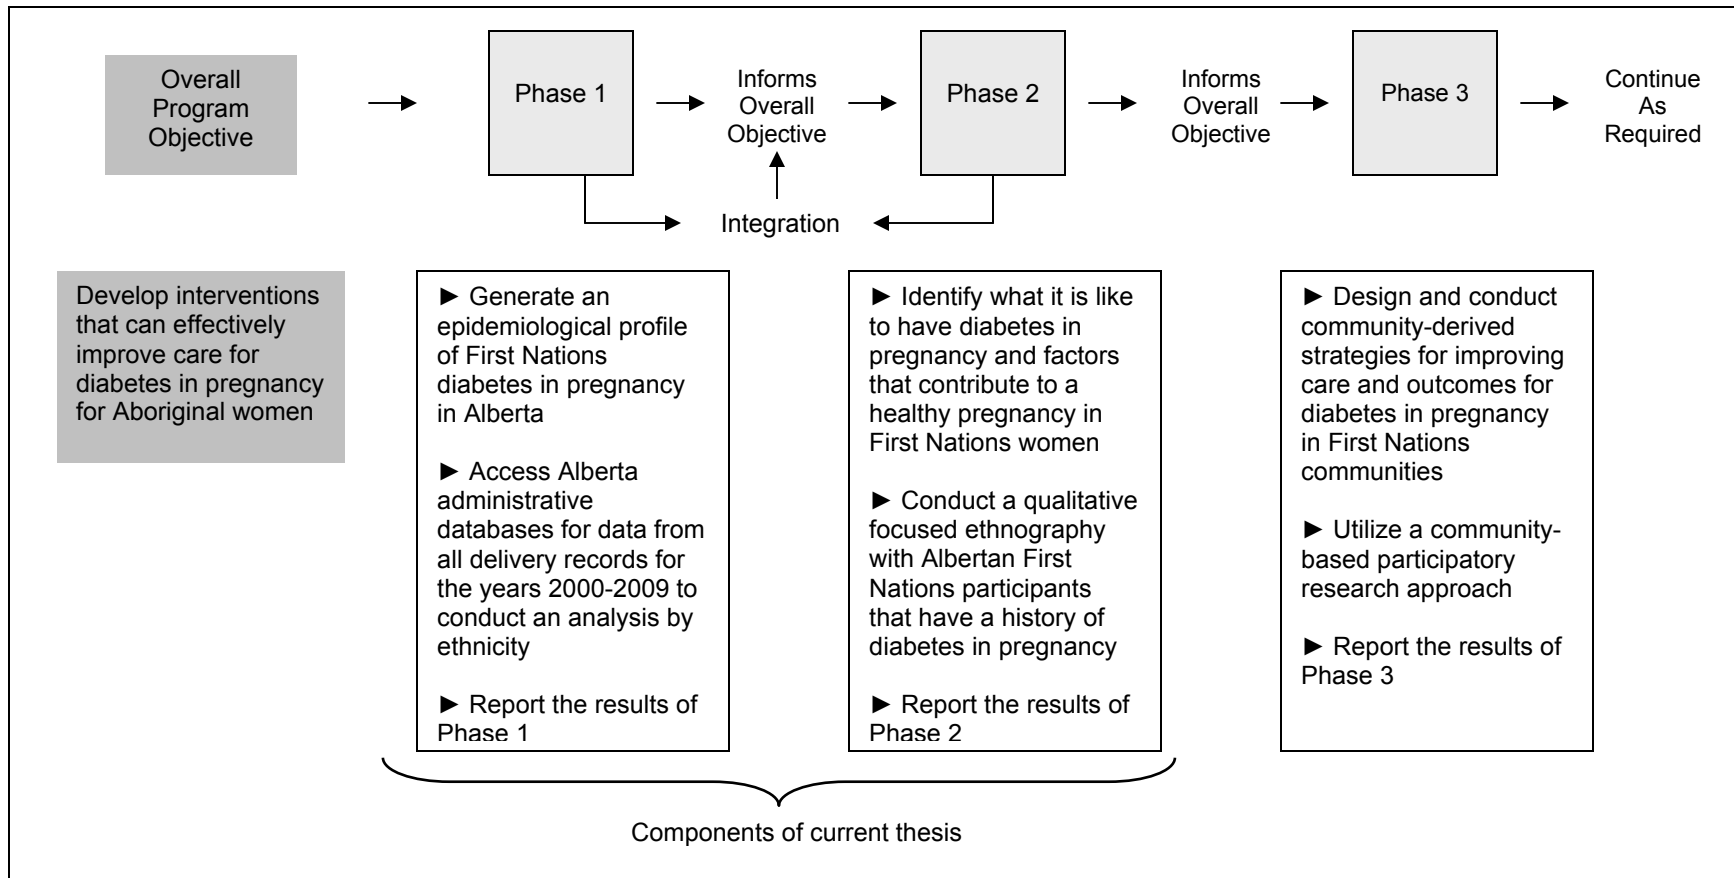 Overall
Program
Objective
Phase 1
Informs
Overall
Objective
Phase 2
Informs
Overall
Objective
Phase 3
Continue
As
Required
Integration
Develop interventions
that can effectively
improve care for
diabetes in pregnancy
for Aboriginal women
► Generate an
epidemiological profile
of First Nations
diabetes in pregnancy
in Alberta
► Access Alberta
administrative
databases for data from
all delivery records for
the years 2000-2009 to
conduct an analysis by
ethnicity
► Report the results of
Phase 1
► Identify what it is like
to have diabetes in
pregnancy and factors
that contribute to a
healthy pregnancy in
First Nations women
► Conduct a qualitative
focused ethnography
with Albertan First
Nations participants
that have a history of
diabetes in pregnancy
► Report the results of
Phase 2
► Design and conduct
community-derived
strategies for improving
care and outcomes for
diabetes in pregnancy
in First Nations
communities
► Utilize a community-
based participatory
research approach
► Report the results of
Phase 3
Components of current thesis